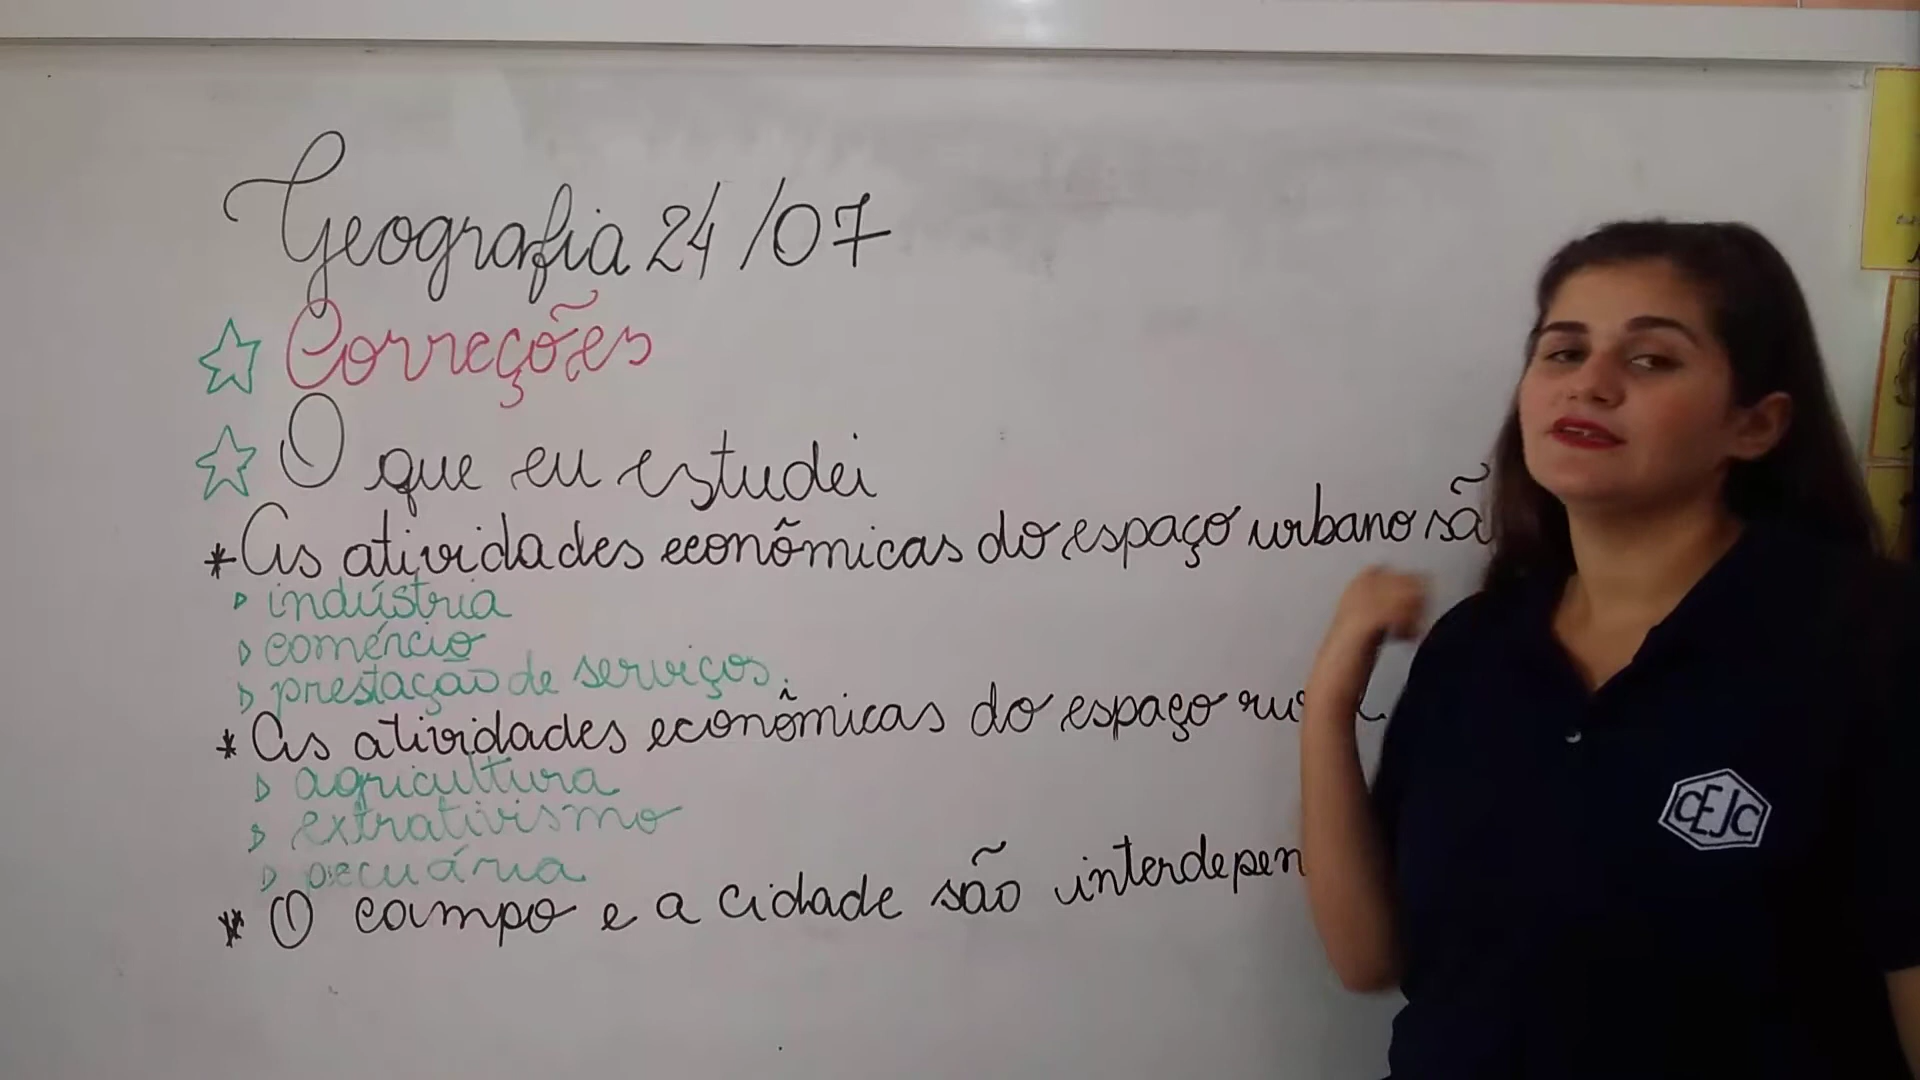 Geografia 24/07
☆ Correções
☆ O que eu estudei
* As atividades econômicas do espaço urbano sã
▹ indústria
▹ comércio
▹ prestação de serviços.
* As atividades econômicas do espaço
▹ agricultura
▹ extrativismo
▹ pecuária
* O campo e a cidade são interdepen
CEJC